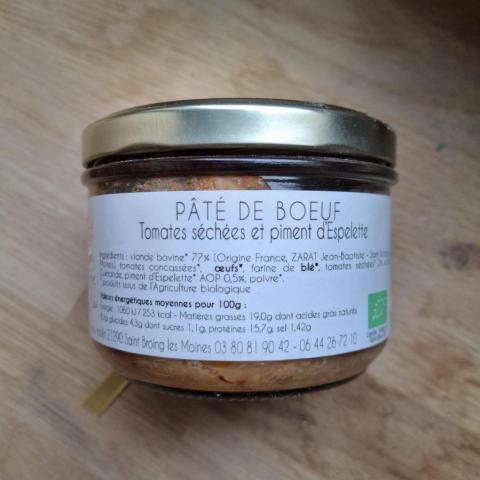 PÂTÉ DE BOEUF
Tomates séchées et piment d'Espelette
Ingrédients : viande bovine* 77% (Origine France, ZARAT Jean-Baptiste - Saint
Moines), tomates concassées*, œufs*, farine de blé*, tomates séchées*
Guérande, piment d'Espelette* AOP 0,5%, poivre*.
*produits issus de l'Agriculture biologique
Valeurs énergétiques moyennes pour 100g :
Energie: 1060 kJ / 253 kcal - Matières grasses 19,0g dont acides gras saturés
glucides 4,3g dont sucres 1,1g, protéines 15,7g, sel 1,42g
21290 Saint Broing les Moines 03 80 81 90 42 - 06 44 26 72 10